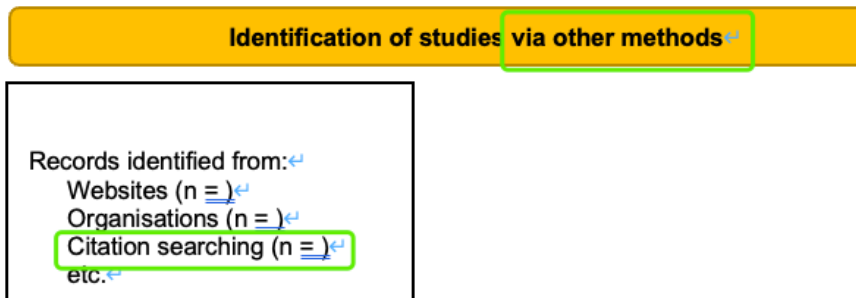 Identification of studies via other methods↵
Records identified from:↵
Websites (n = )↵
Organisations (n = )↵
Citation searching (n = )↵
etc.↵